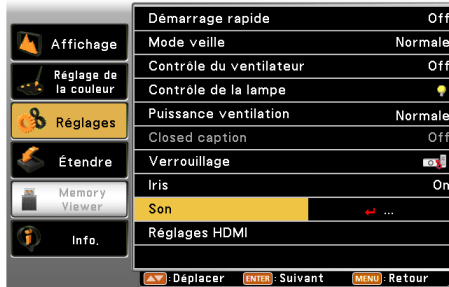 Affichage
Réglage de
la couleur
Réglages
Étendre
Memory
Viewer
Info.
Démarrage rapide Off
Mode veille Normale
Contrôle du ventilateur Off
Contrôle de la lampe
Puissance ventilation Normale
Closed caption Off
Verrouillage
Iris On
Son ...
Réglages HDMI
:Déplacer ENTER :Suivant MENU :Retour